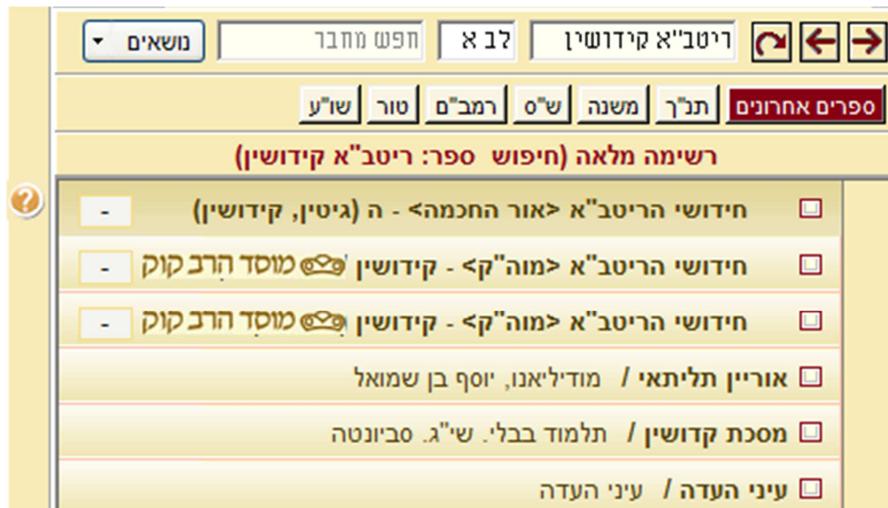 ריטב"א קידושין לב א חפש מחבר נושאים
ספרים אחרונים תנ"ך משנה ש"ס רמב"ם טור שו"ע
רשימה מלאה (חיפוש ספר: ריטב"א קידושין)
חידושי הריטב"א <אור החכמה> - ה (גיטין, קידושין) -
חידושי הריטב"א <מוה"ק> - קידושין מוסד הרב קוק -
חידושי הריטב"א <מוה"ק> - קידושין מוסד הרב קוק -
אוריין תליתאי / מודיליאנו, יוסף בן שמואל
מסכת קדושין / תלמוד בבלי. שי"ג. סביונטה
עיני העדה / עיני העדה